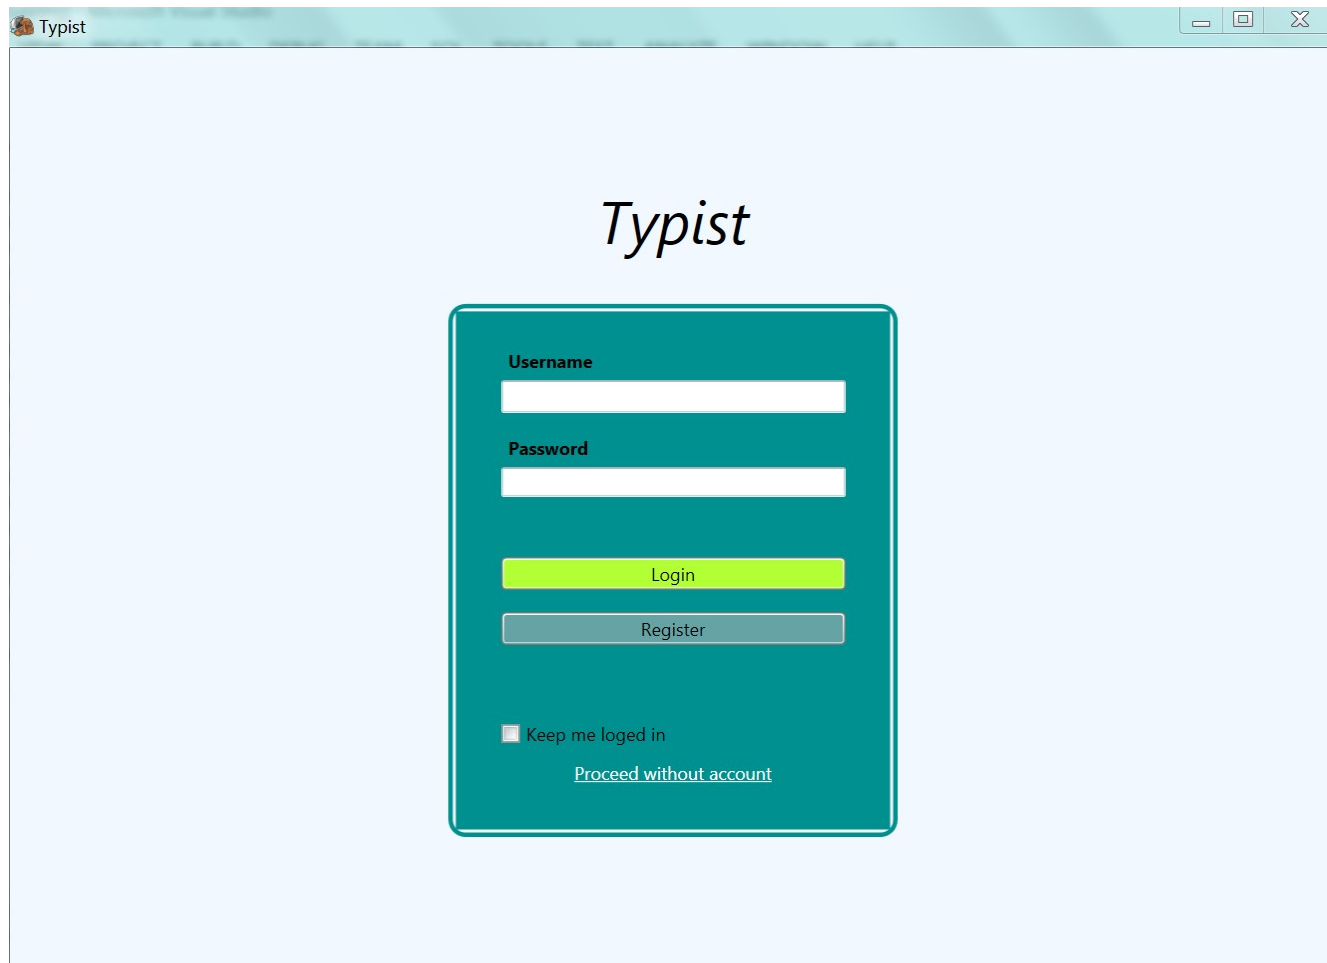 Typist
Typist
Username
Password
Login
Register
Keep me loged in
Proceed without account